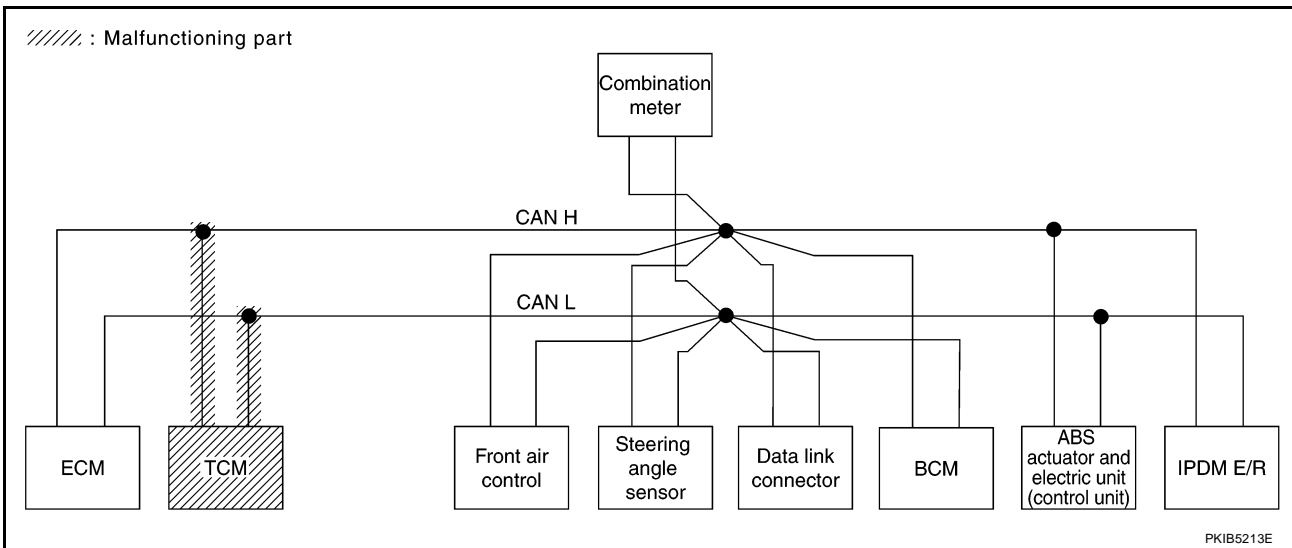 : Malfunctioning part
Combination
meter
CAN H
CAN L
ECM
TCM
Front air
control
Steering
angle
sensor
Data link
connector
BCM
ABS
actuator and
electric unit
(control unit)
IPDM E/R
PKIB5213E